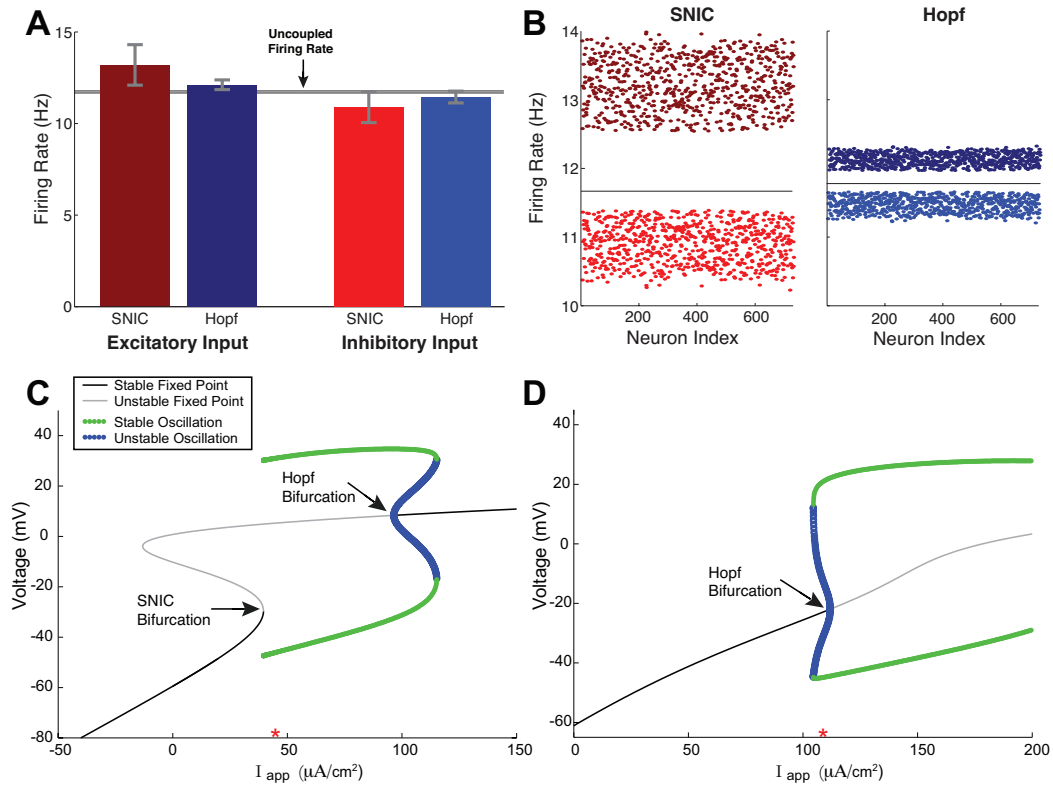 A
15
10
5
0
Firing Rate (Hz)
Uncoupled
Firing Rate
SNIC
Hopf
SNIC
Hopf
Excitatory Input
Inhibitory Input
B
SNIC
Hopf
14
13
12
11
10
Firing Rate (Hz)
200
400
600
200
400
600
Neuron Index
Neuron Index
C
Stable Fixed Point
Unstable Fixed Point
Stable Oscillation
Unstable Oscillation
40
20
0
-20
-40
-60
-80
Voltage (mV)
Hopf
Bifurcation
SNIC
Bifurcation
*
-50
0
50
100
150
I app (μA/cm²)
D
40
20
0
-20
-40
-60
Voltage (mV)
Hopf
Bifurcation
*
0
100
200
I app (μA/cm²)